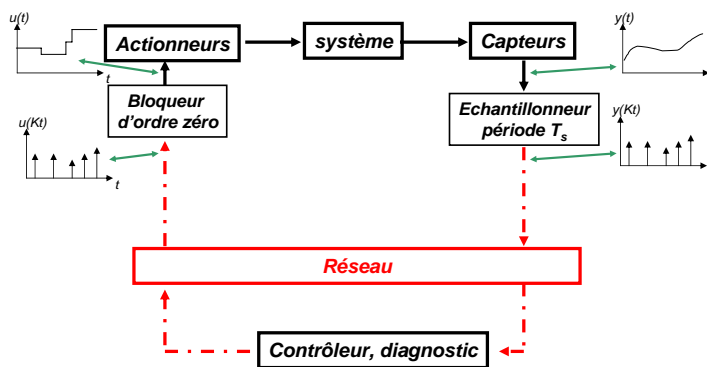 u(t)
t
Actionneurs
système
Capteurs
y(t)
Bloqueur
d'ordre zéro
Echantillonneur
période Ts
u(Kt)
t
y(Kt)
Réseau
Contrôleur, diagnostic